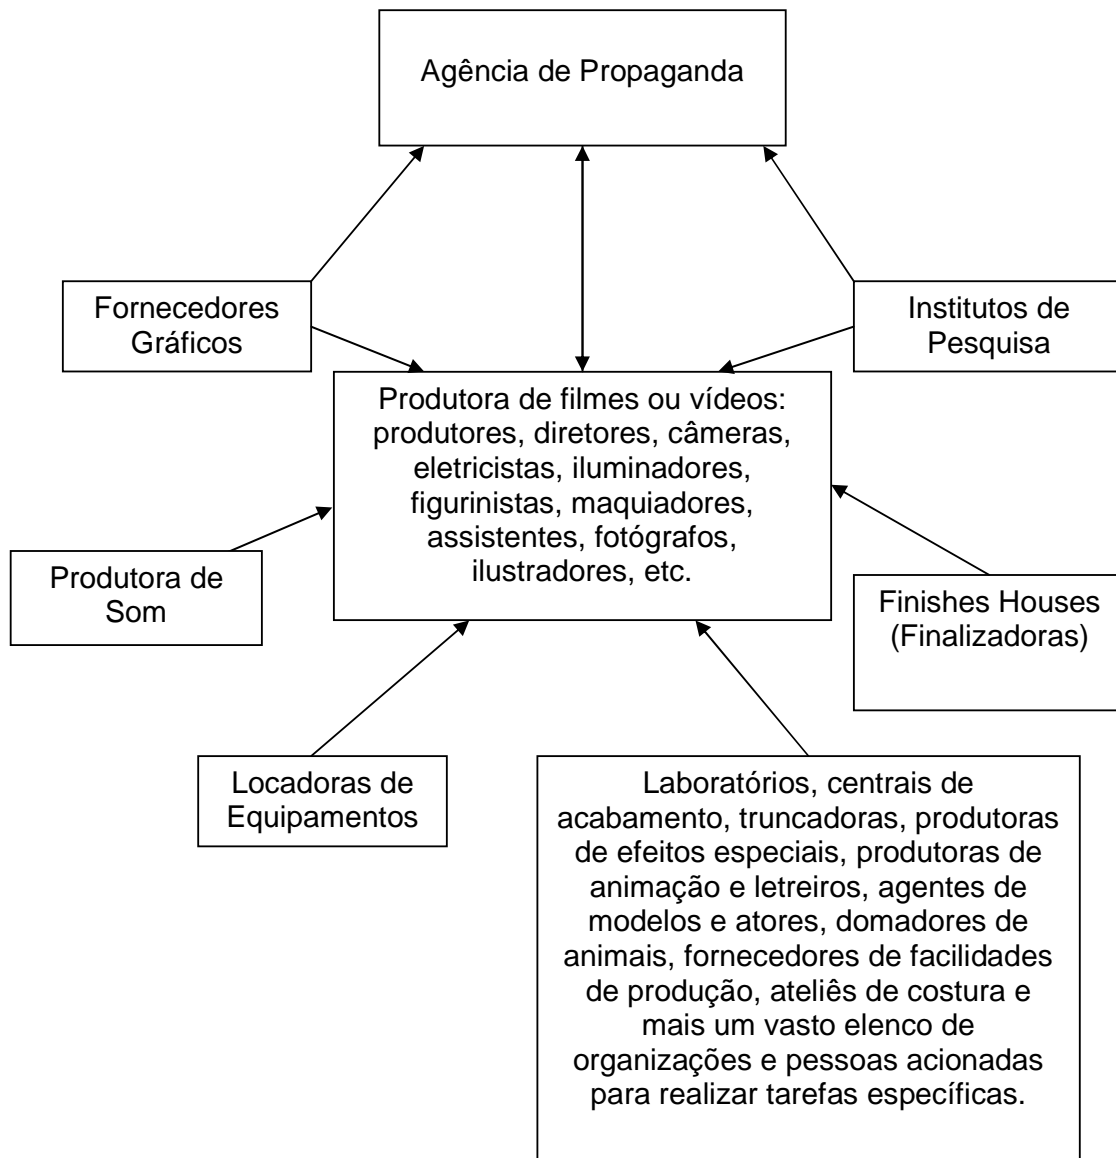 Agência de Propaganda
Fornecedores
Gráficos
Institutos de
Pesquisa
Produtora de filmes ou vídeos:
produtores, diretores, câmeras,
eletricistas, iluminadores,
figurinistas, maquiadores,
assistentes, fotógrafos,
ilustradores, etc.
Produtora de
Som
Finishes Houses
(Finalizadoras)
Locadoras de
Equipamentos
Laboratórios, centrais de
acabamento, truncadoras, produtoras
de efeitos especiais, produtoras de
animação e letreiros, agentes de
modelos e atores, domadores de
animais, fornecedores de facilidades
de produção, ateliês de costura e
mais um vasto elenco de
organizações e pessoas acionadas
para realizar tarefas específicas.